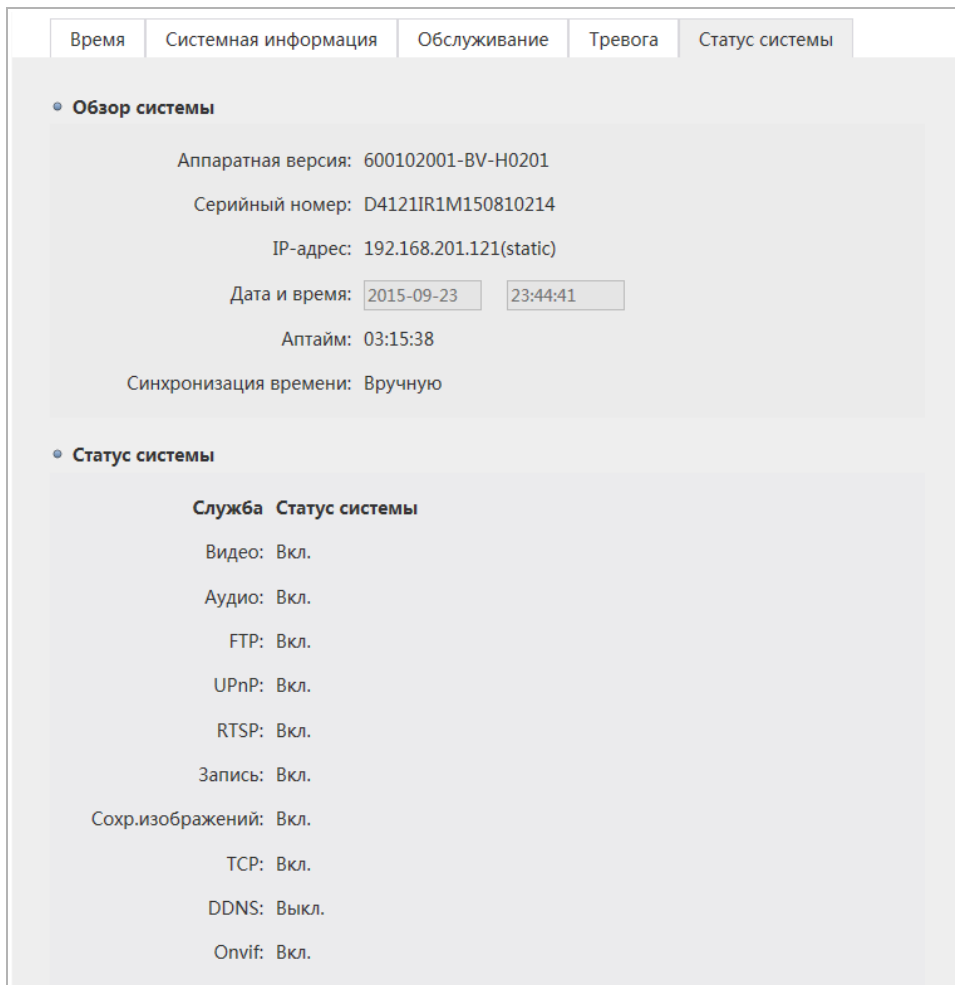 Время Системная информация Обслуживание Тревога Статус системы
Обзор системы
Аппаратная версия: 600102001-BV-H0201
Серийный номер: D4121IR1M150810214
IP-адрес: 192.168.201.121(static)
Дата и время: 2015-09-23 23:44:41
Аптайм: 03:15:38
Синхронизация времени: Вручную
Статус системы
Служба Статус системы
Видео: Вкл.
Аудио: Вкл.
FTP: Вкл.
UPnP: Вкл.
RTSP: Вкл.
Запись: Вкл.
Сохр.изображений: Вкл.
TCP: Вкл.
DDNS: Выкл.
Onvif: Вкл.